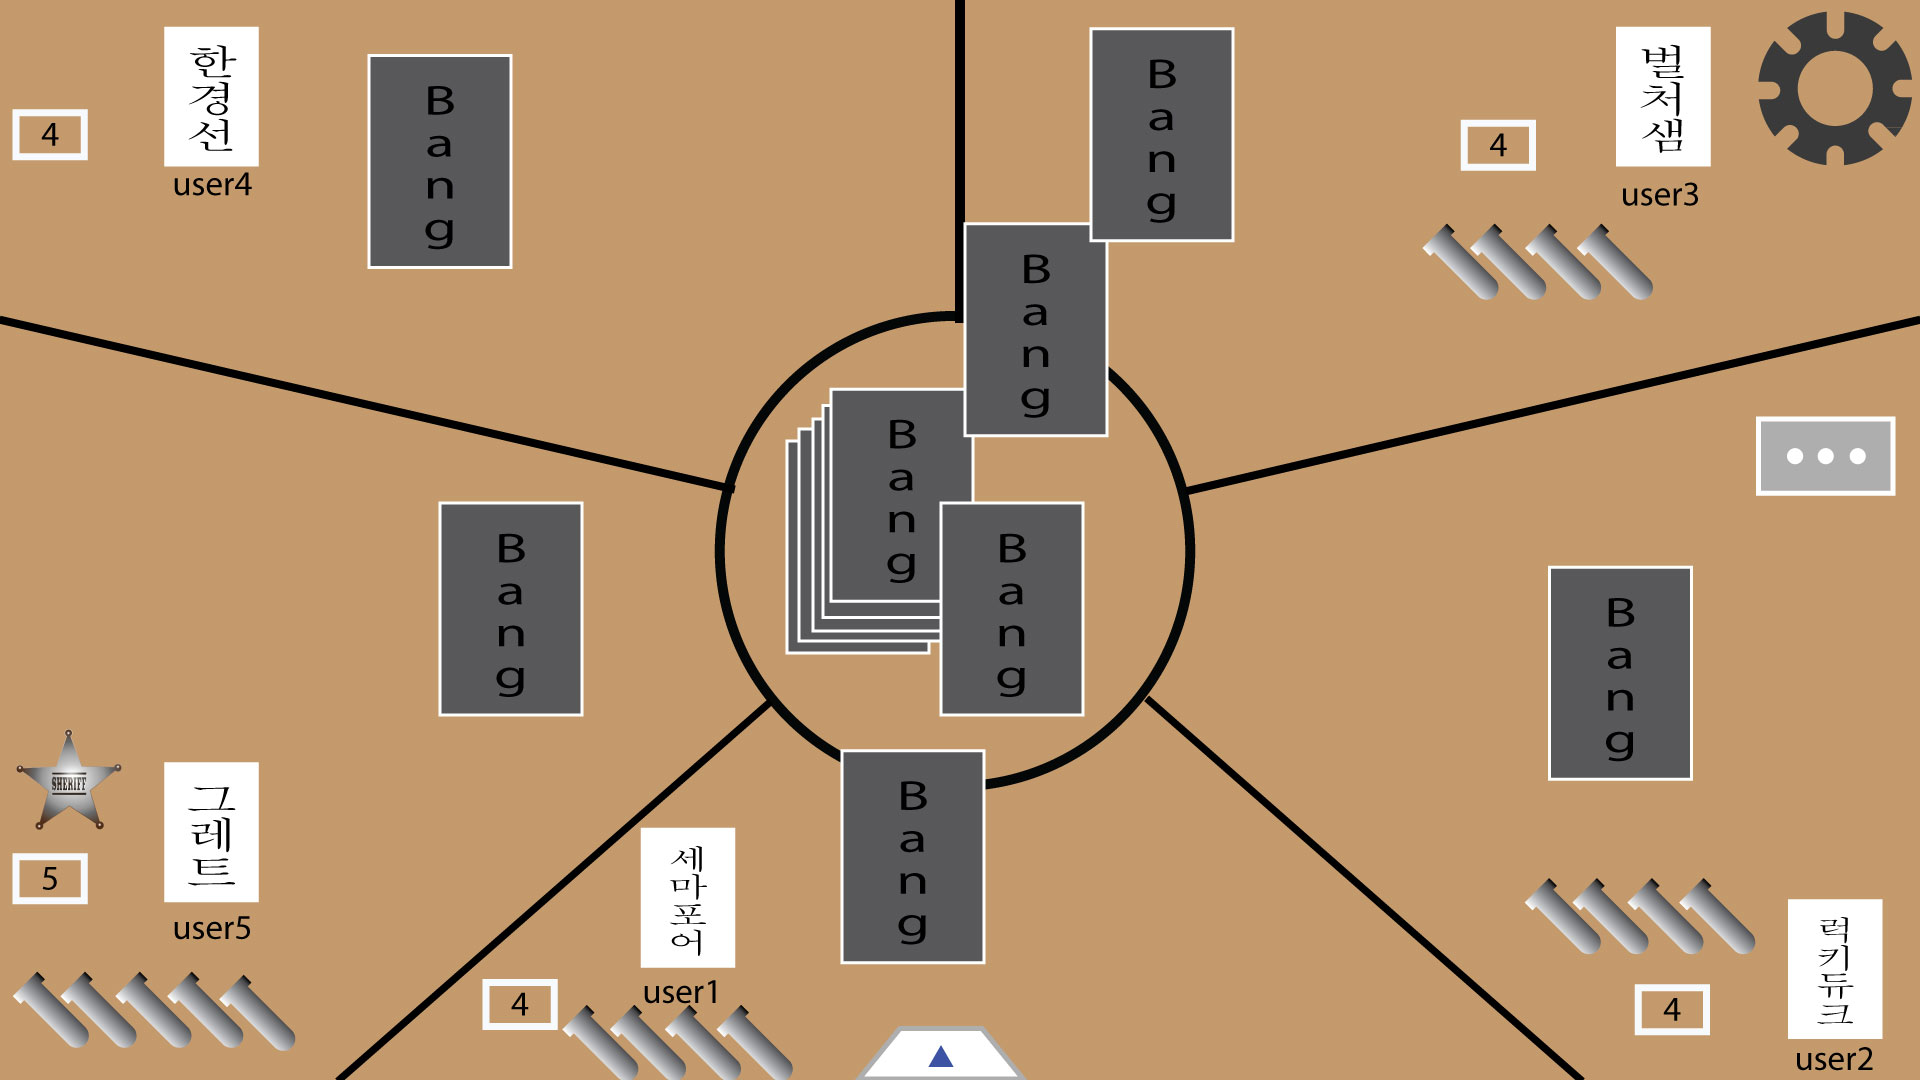 한경선
user4
4
Bang
Bang
Bang
4
벌처샘
user3
Bang
Bang
Bang
Bang
SHERIFF
5
그레트
user5
세마포어
user1
4
Bang
럭키듀크
4
user2